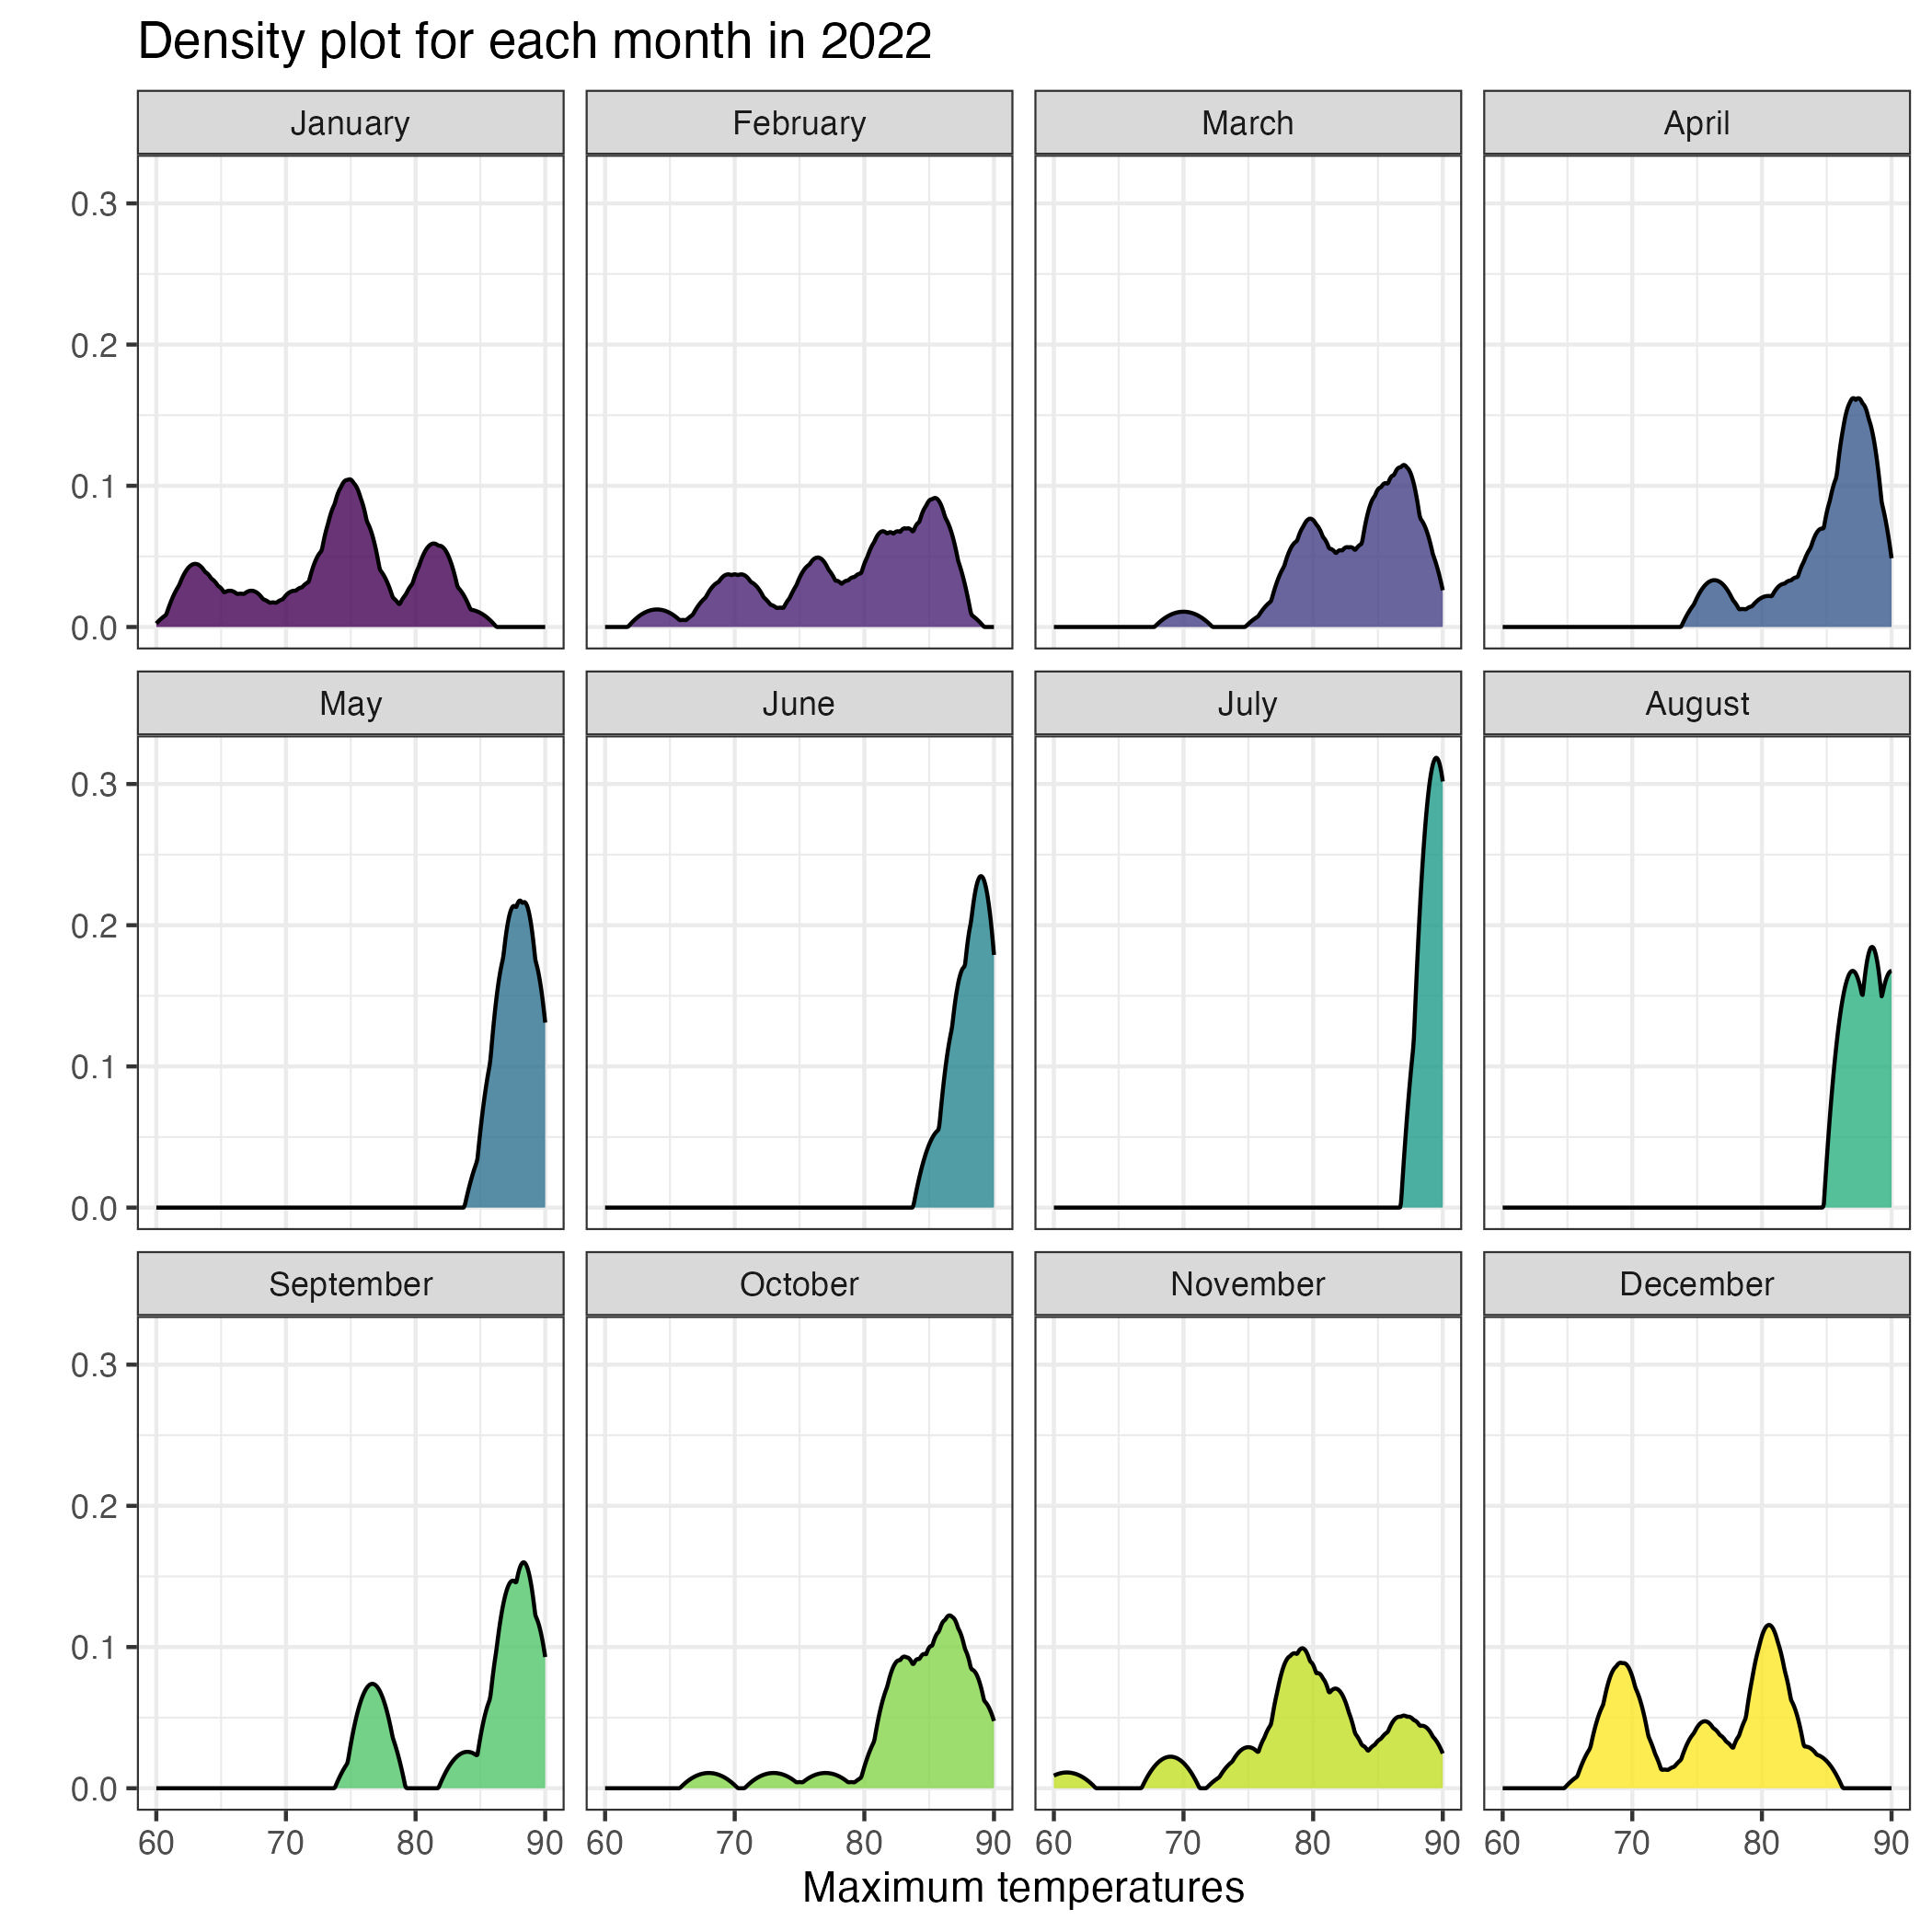 Density plot for each month in 2022
January February March April
0.3
0.2
0.1
0.0
May June July August
0.3
0.2
0.1
0.0
September October November December
0.3
0.2
0.1
0.0
60 70 80 90 60 70 80 90 60 70 80 90 60 70 80 90
Maximum temperatures